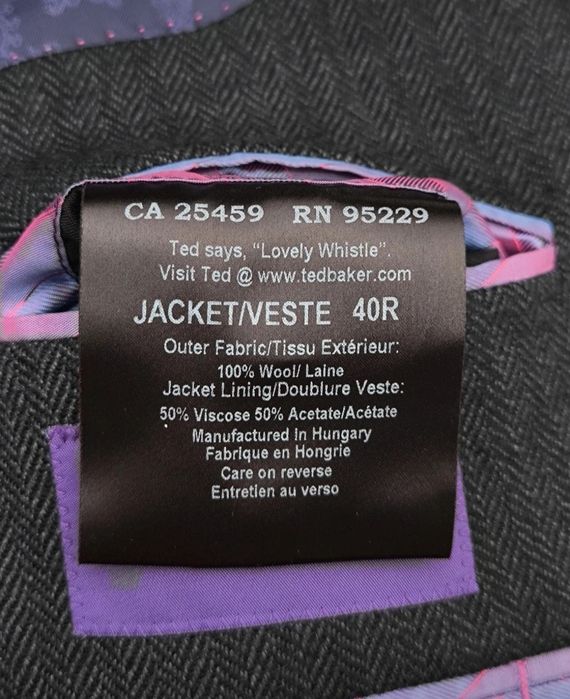 CA 25459 RN 95229
Ted says, "Lovely Whistle".
Visit Ted @ www.tedbaker.com
JACKET/VESTE 40R
Outer Fabric/Tissu Extérieur:
100% Wool/ Laine
Jacket Lining/Doublure Veste:
50% Viscose 50% Acetate/Acétate
Manufactured in Hungary
Fabrique en Hongrie
Care on reverse
Entretien au verso